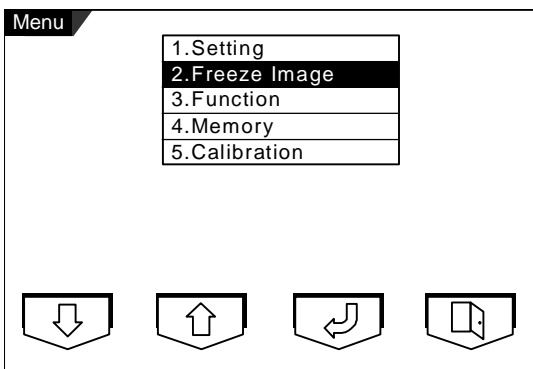 Menu
1.Setting
2.Freeze Image
3.Function
4.Memory
5.Calibration